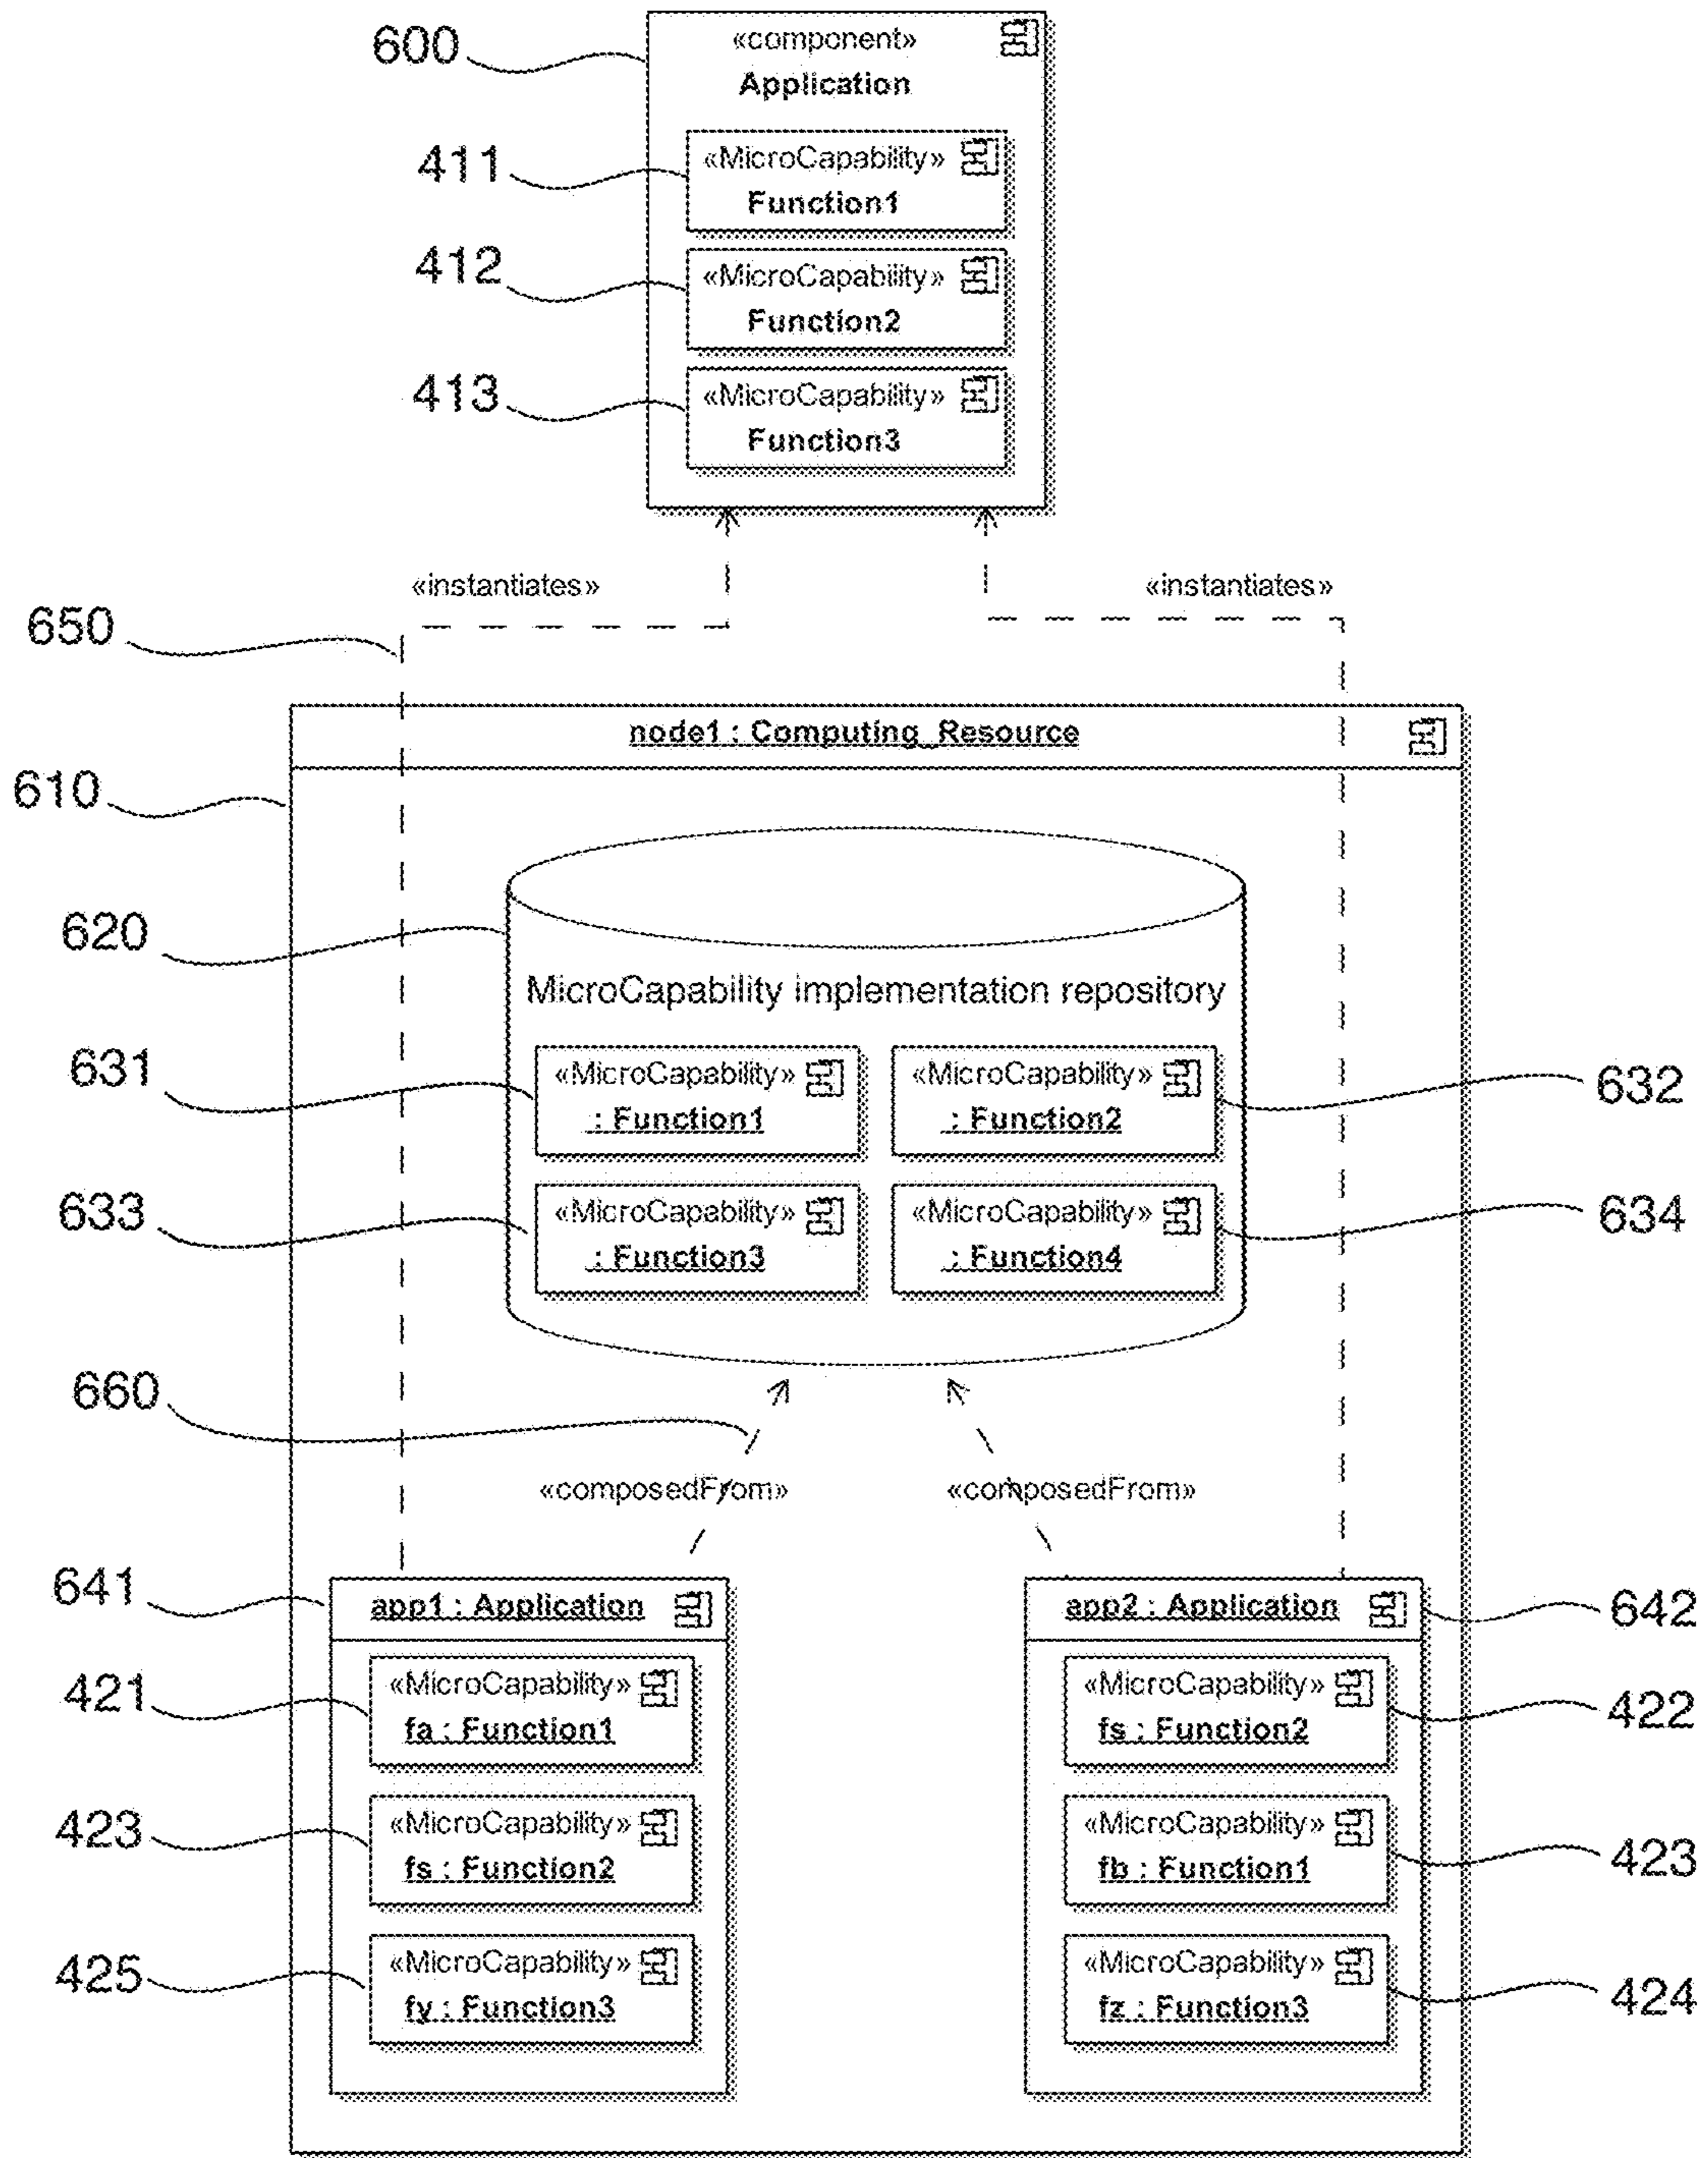 600
«component»
Application
411
«MicroCapability»
Function1
412
«MicroCapability»
Function2
413
«MicroCapability»
Function3
«instantiates»
«instantiates»
650
node1 : Computing_Resource
610
620
MicroCapability implementation repository
631
«MicroCapability»
: Function1
«MicroCapability»
: Function2
632
633
«MicroCapability»
: Function3
«MicroCapability»
: Function4
634
660
«composedFrom»
«composedFrom»
641
app1 : Application
app2 : Application
642
421
«MicroCapability»
fa : Function1
«MicroCapability»
fs : Function2
422
423
«MicroCapability»
fs : Function2
«MicroCapability»
fb : Function1
423
425
«MicroCapability»
fy : Function3
«MicroCapability»
fz : Function3
424